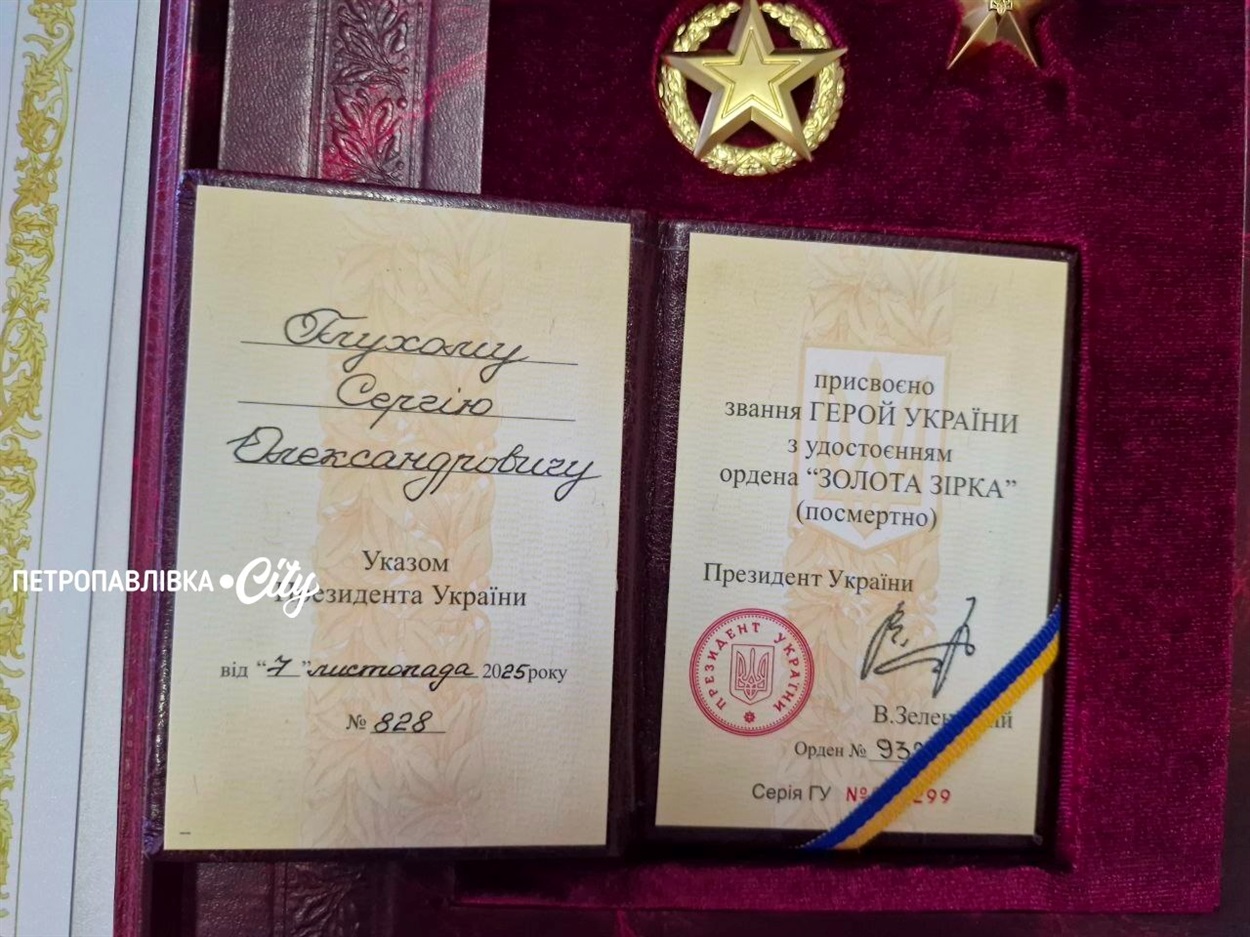 Глухому
Сергію
Олександровичу
Указом
Президента України
від “7” листопада 2025 року
№ 828
присвоєно
звання ГЕРОЙ УКРАЇНИ
з удостоєнням
ордена “ЗОЛОТА ЗІРКА”
(посмертно)
Президент України
ПРЕЗИДЕНТ УКРАЇНИ
Орден №
Серія ГУ №
ПЕТРОПАВЛІВКА City